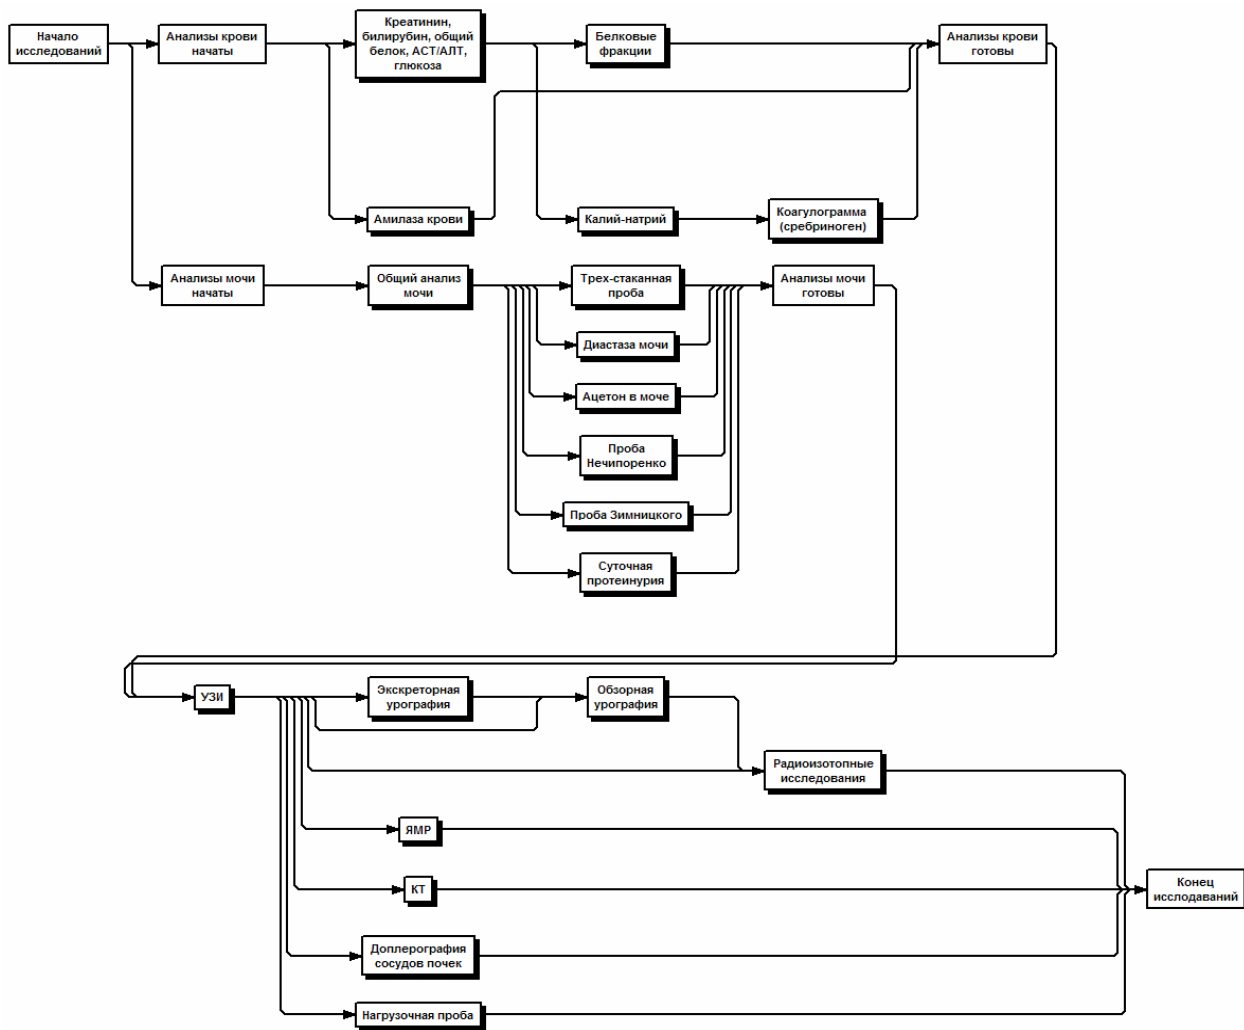 Начало
исследований
Анализы крови
начаты
Креатинин,
билирубин, общий
белок, АСТ/АЛТ,
глюкоза
Белковые
фракции
Анализы крови
готовы
Амилаза крови
Калий-натрий
Коагулограмма
(сребриноген)
Анализы мочи
начаты
Общий анализ
мочи
Трех-стаканная
проба
Анализы мочи
готовы
Диастаза мочи
Ацетон в моче
Проба
Нечипоренко
Проба Зимницкого
Суточная
протеинурия
УЗИ
Экскреторная
урография
Обзорная
урография
Радиоизотопные
исследования
ЯМР
КТ
Конец
исслодаваний
Доплерография
сосудов почек
Нагрузочная проба